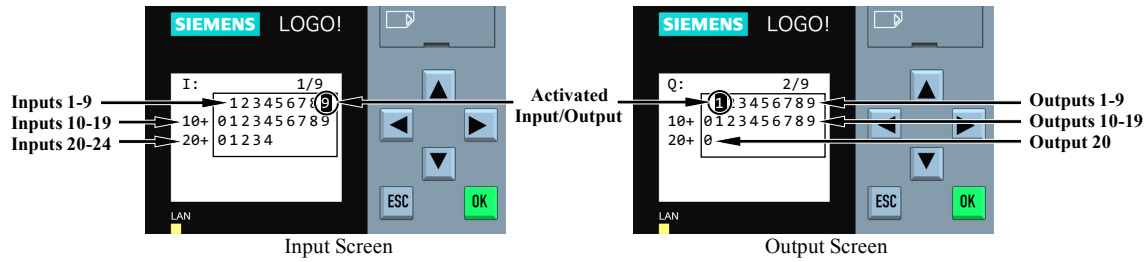 SIEMENS LOGO!
I: 1/9
123456789
10+ 0123456789
20+ 01234
LAN
ESC OK
Inputs 1-9
Inputs 10-19
Inputs 20-24
Input Screen
Activated
Input/Output
SIEMENS LOGO!
Q: 2/9
123456789
10+ 0123456789
20+ 0
LAN
ESC OK
Outputs 1-9
Outputs 10-19
Output 20
Output Screen